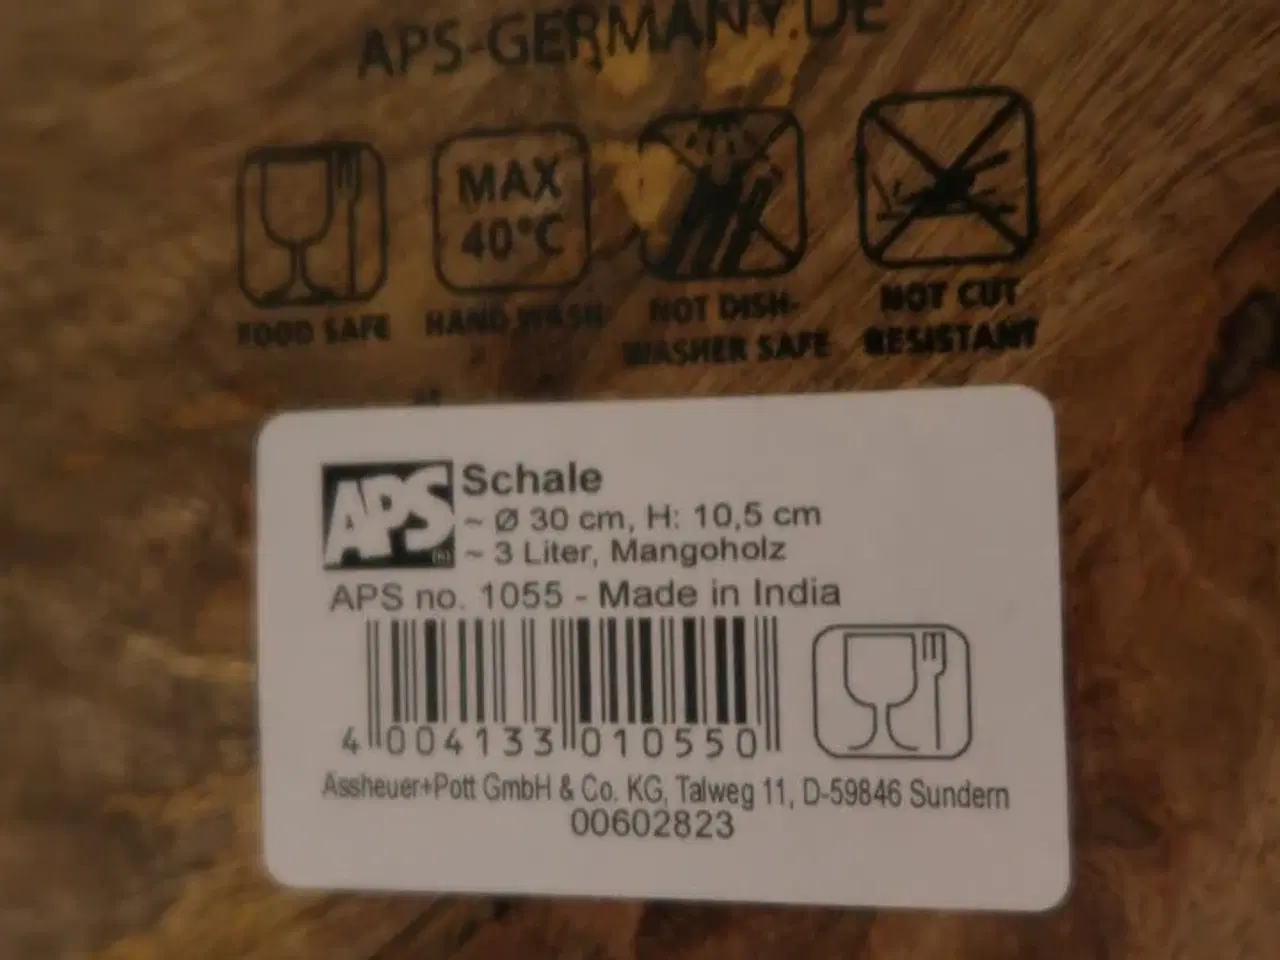 APS-GERMANY.DE
MAX
40°C
FOOD SAFE
HAND WASH
NOT DISH-
WASHER SAFE
NOT CUT
RESISTANT
APS
Schale
~ Ø 30 cm, H: 10,5 cm
~ 3 Liter, Mangoholz
APS no. 1055 - Made in India
4 004133 010550
Assheuer+Pott GmbH & Co. KG, Talweg 11, D-59846 Sundern
00602823